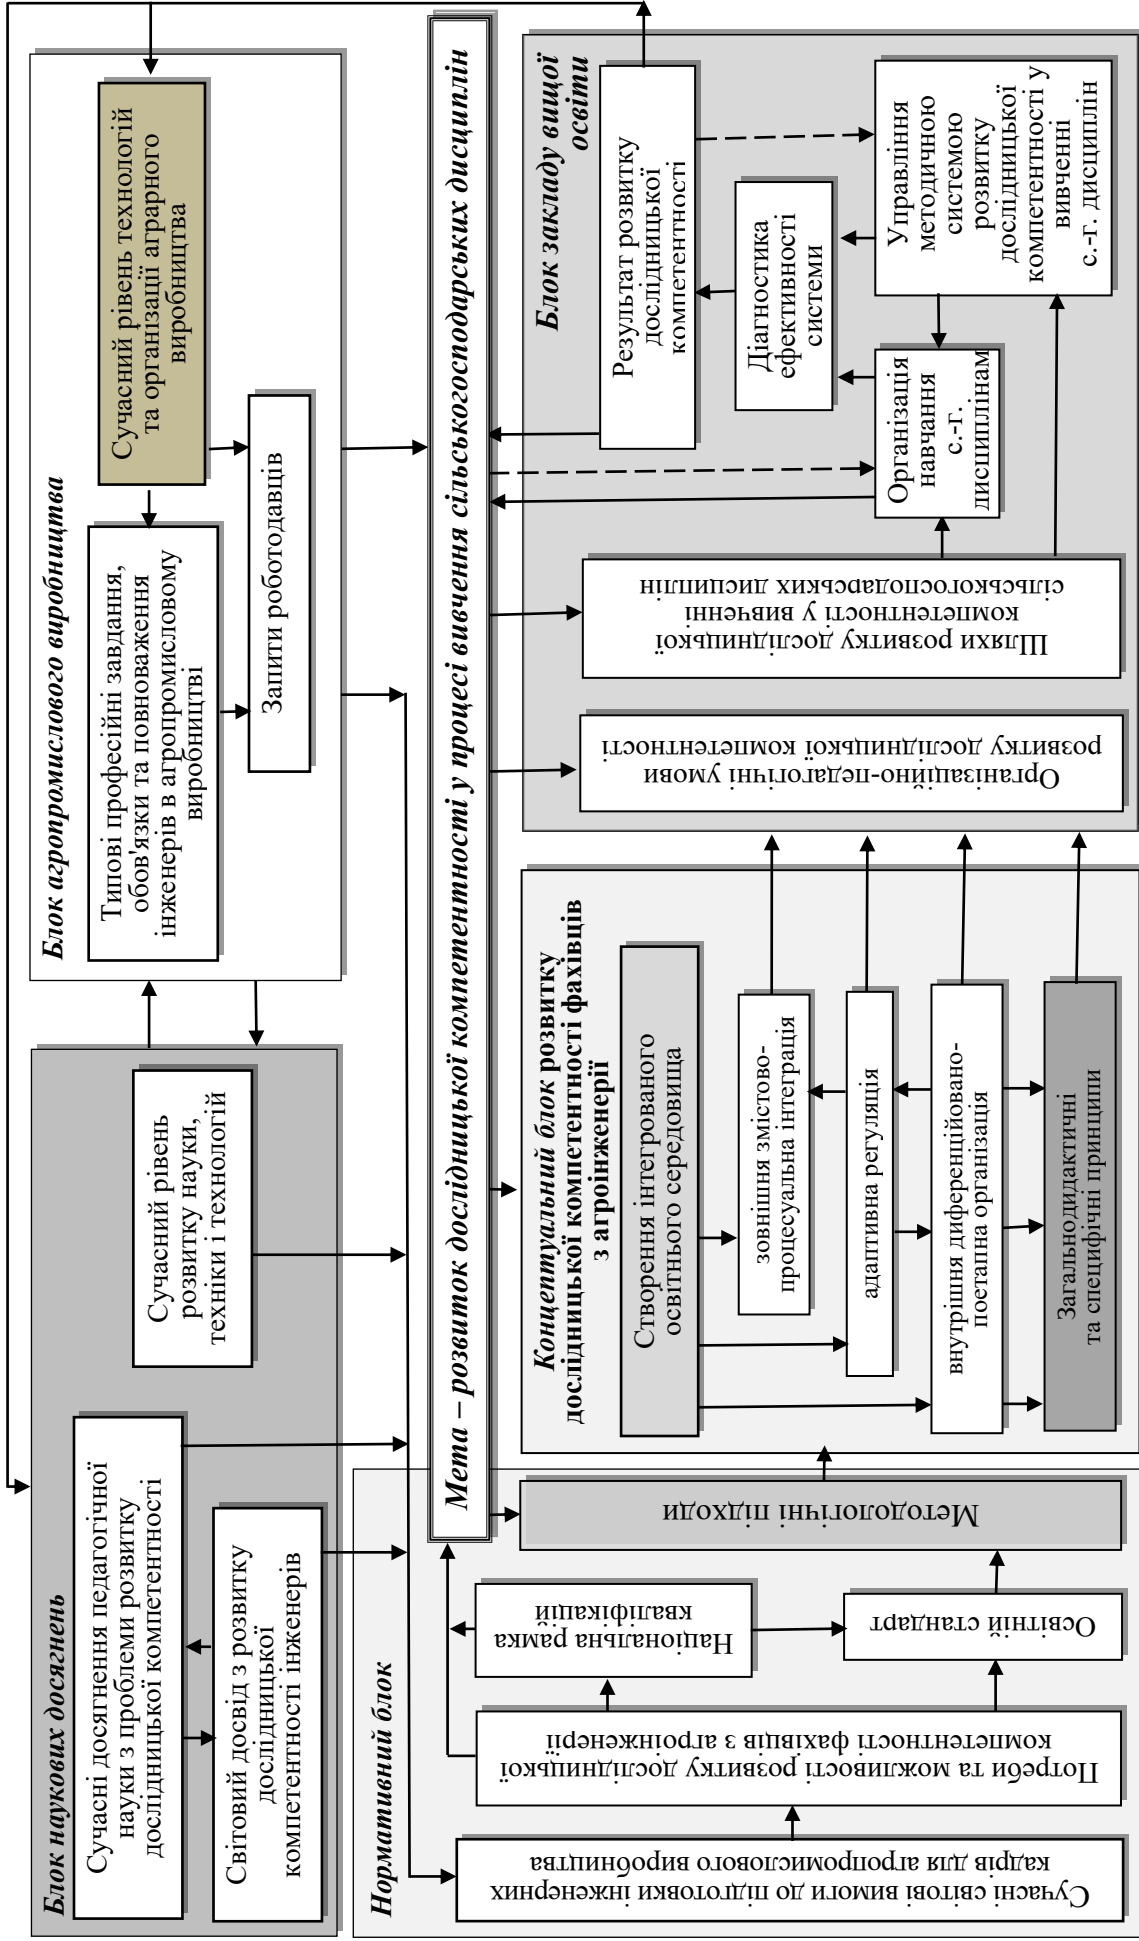 Блок наукових досягнень
Сучасні досягнення педагогічної
науки з проблеми розвитку
дослідницької компетентності
Світовий досвід з розвитку
дослідницької
компетентності інженерів
Сучасний рівень
розвитку науки,
техніки і технологій
Блок агропромислового виробництва
Типові професійні завдання,
обов'язки та повноваження
інженерів в агропромисловому
виробництві
Сучасний рівень технологій
та організації аграрного
виробництва
Запити роботодавців
Мета – розвиток дослідницької компетентності у процесі вивчення сільськогосподарських дисциплін
Нормативний блок
Сучасні світові вимоги до підготовки інженерних
кадрів для агропромислового виробництва
Потреби та можливості розвитку дослідницької
компетентності фахівців з агроінженерії
Національна рамка
кваліфікацій
Освітній стандарт
Методологічні підходи
Концептуальний блок розвитку
дослідницької компетентності фахівців
з агроінженерії
Створення інтегрованого
освітнього середовища
зовнішня змістово-
процесуальна інтеграція
адаптивна регуляція
внутрішня диференційовано-
поетапна організація
Загальнодидактичні
та специфічні принципи
Блок закладу вищої
освіти
Організаційно-педагогічні умови
розвитку дослідницької компетентності
Шляхи розвитку дослідницької
компетентності у вивченні
сільськогосподарських дисциплін
Результат розвитку
дослідницької
компетентності
Діагностика
ефективності
системи
Організація
навчання
с.-г.
дисциплінам
Управління
методичною
системою
розвитку
дослідницької
компетентності у
вивченні
с.-г. дисциплін